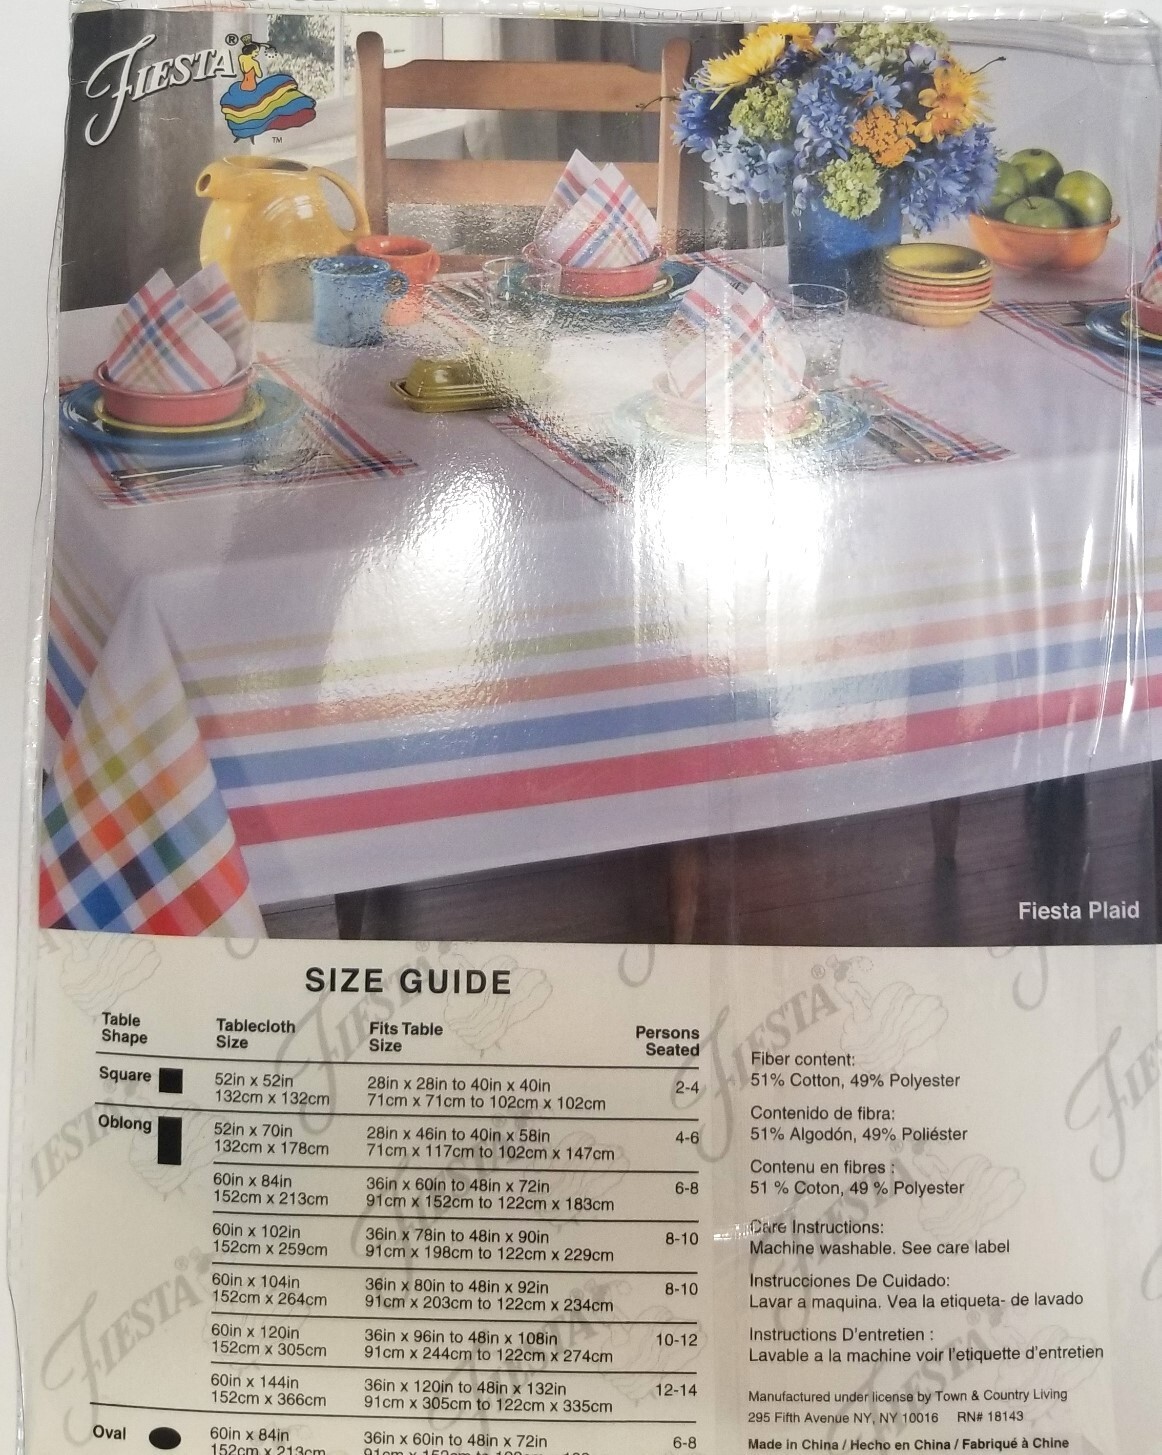 FIESTA®
TM
Fiesta Plaid
SIZE GUIDE
Table Shape
Tablecloth Size
Fits Table Size
Persons Seated
Square
52in x 52in
132cm x 132cm
28in x 28in to 40in x 40in
71cm x 71cm to 102cm x 102cm
2-4
Oblong
52in x 70in
132cm x 178cm
28in x 46in to 40in x 58in
71cm x 117cm to 102cm x 147cm
4-6
60in x 84in
152cm x 213cm
36in x 60in to 48in x 72in
91cm x 152cm to 122cm x 183cm
6-8
60in x 102in
152cm x 259cm
36in x 78in to 48in x 90in
91cm x 198cm to 122cm x 229cm
8-10
60in x 104in
152cm x 264cm
36in x 80in to 48in x 92in
91cm x 203cm to 122cm x 234cm
8-10
60in x 120in
152cm x 305cm
36in x 96in to 48in x 108in
91cm x 244cm to 122cm x 274cm
10-12
60in x 144in
152cm x 366cm
36in x 120in to 48in x 132in
91cm x 305cm to 122cm x 335cm
12-14
Oval
60in x 84in
152cm x 213cm
36in x 60in to 48in x 72in
6-8
Fiber content:
51% Cotton, 49% Polyester
Contenido de fibra:
51% Algodón, 49% Poliéster
Contenu en fibres :
51 % Coton, 49 % Polyester
Care Instructions:
Machine washable. See care label
Instrucciones De Cuidado:
Lavar a maquina. Vea la etiqueta- de lavado
Instructions D'entretien :
Lavable a la machine voir l'etiquette d'entretien
Manufactured under license by Town & Country Living
295 Fifth Avenue NY, NY 10016 RN# 18143
Made in China / Hecho en China / Fabriqué à Chine